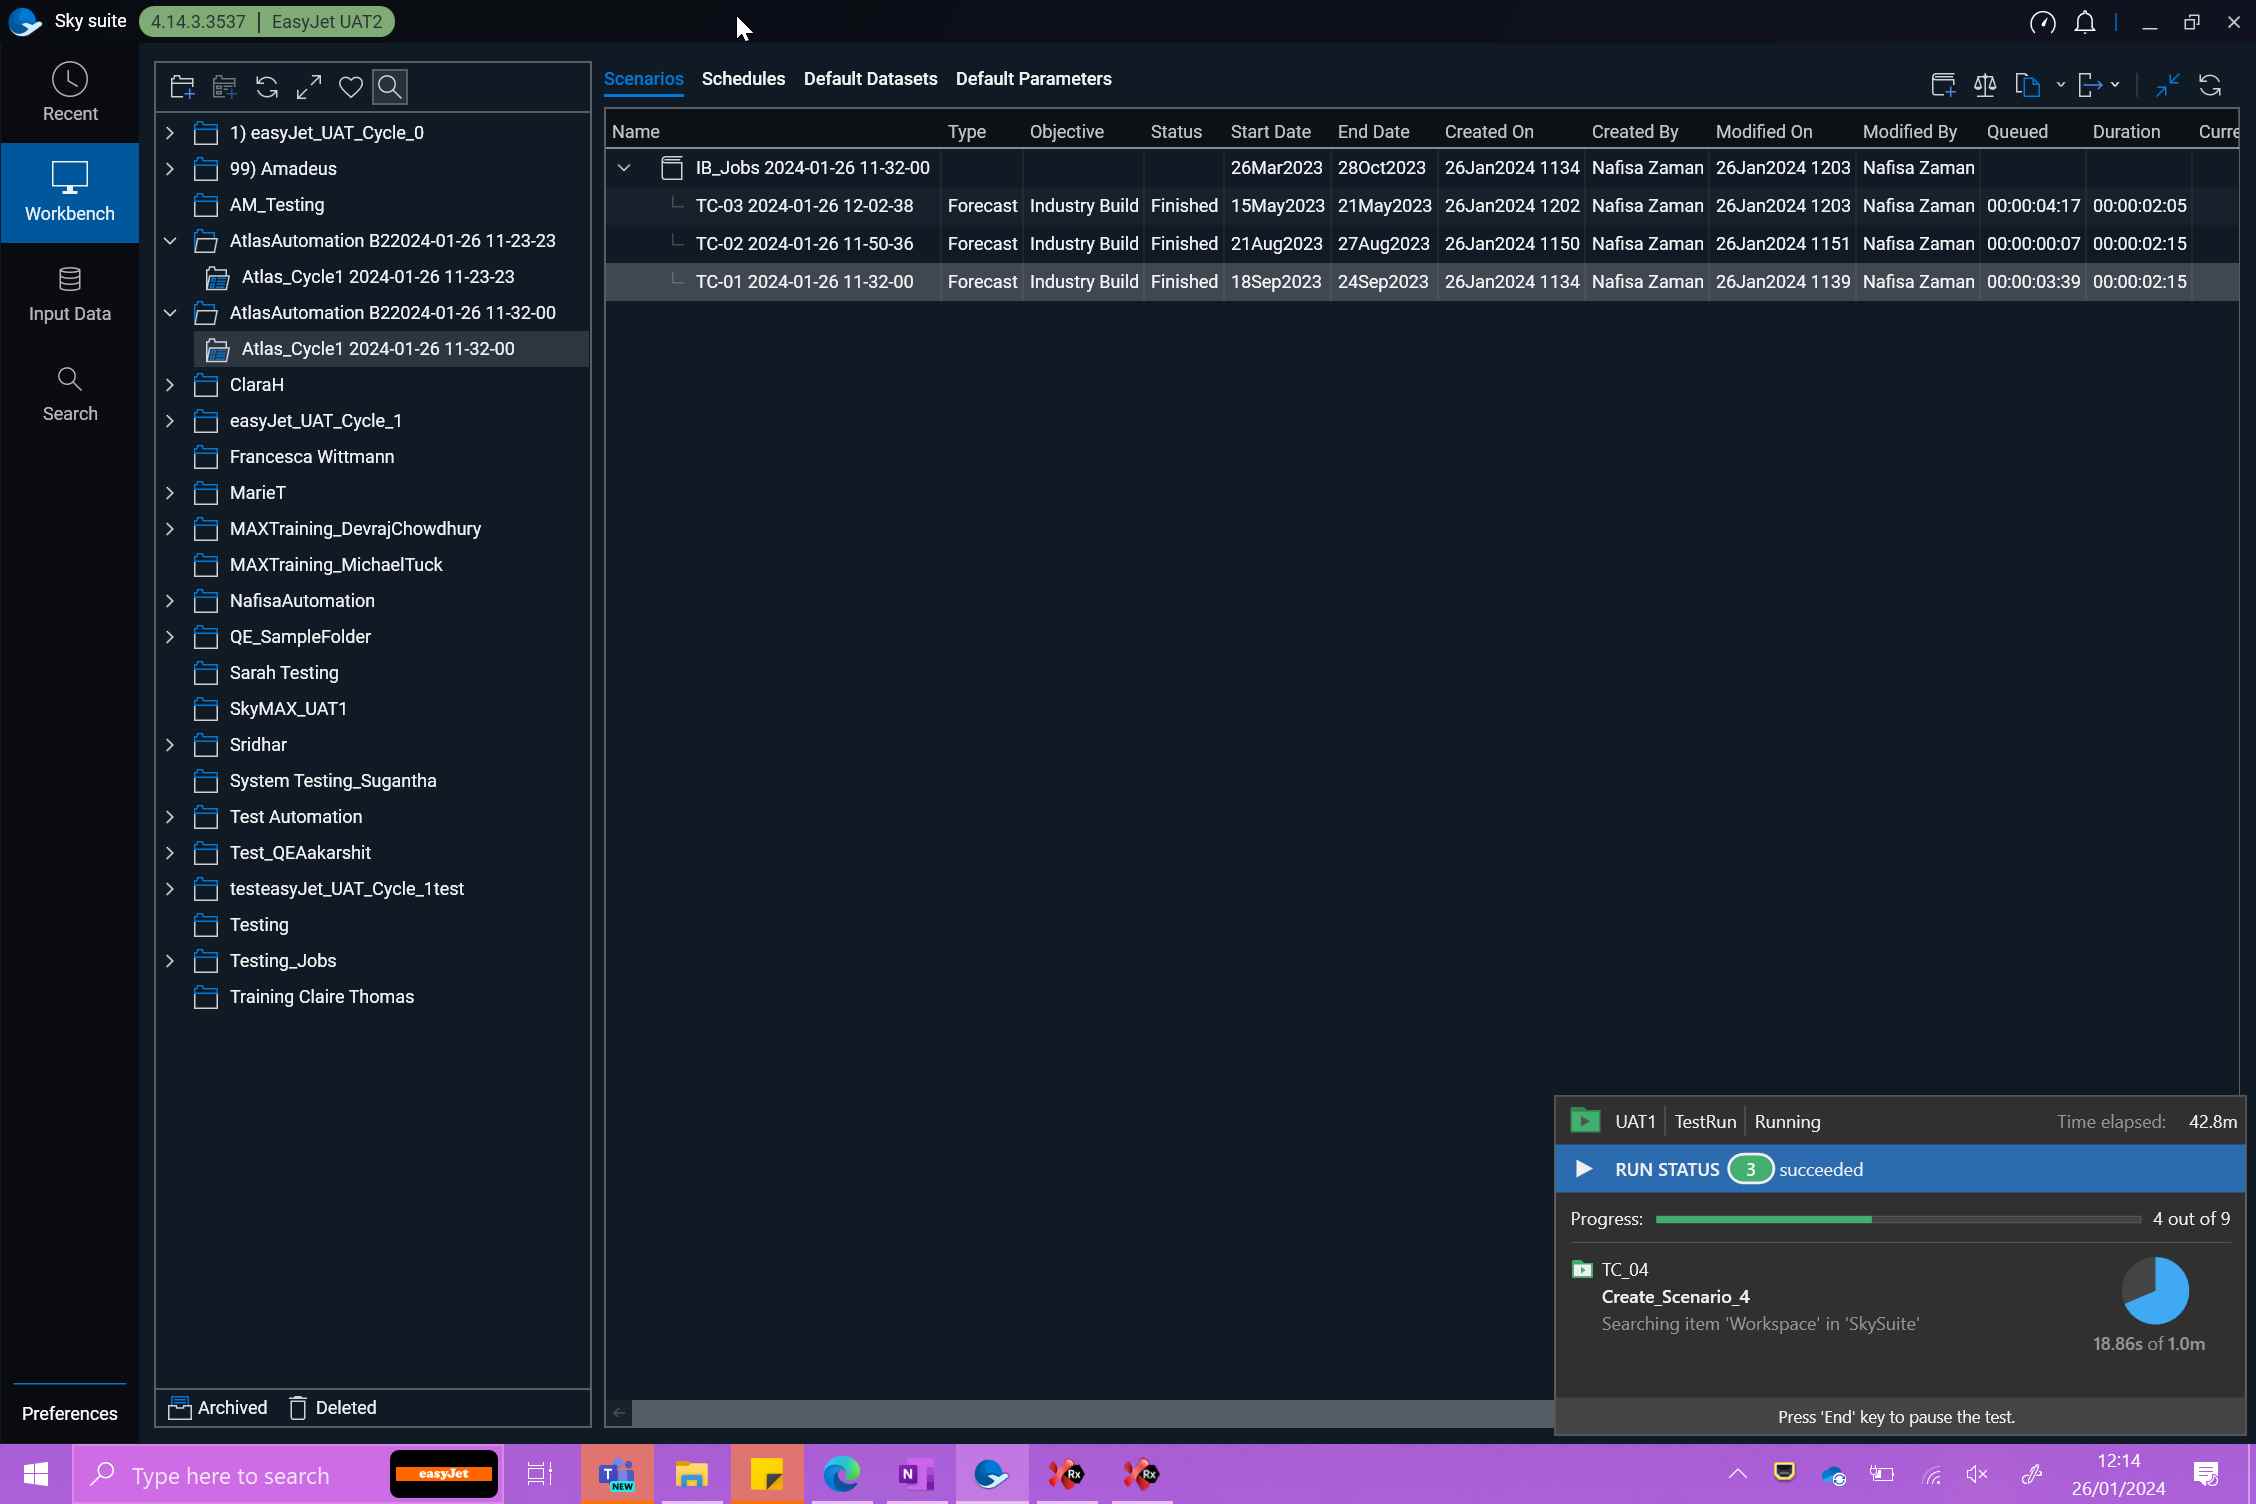 Sky suite 4.14.3.3537 | EasyJet UAT2
Recent
Workbench
Input Data
Search
Preferences
1) easyJet_UAT_Cycle_0
99) Amadeus
AM_Testing
AtlasAutomation B22024-01-26 11-23-23
Atlas_Cycle1 2024-01-26 11-23-23
AtlasAutomation B22024-01-26 11-32-00
Atlas_Cycle1 2024-01-26 11-32-00
ClaraH
easyJet_UAT_Cycle_1
Francesca Wittmann
MarieT
MAXTraining_DevrajChowdhury
MAXTraining_MichaelTuck
NafisaAutomation
QE_SampleFolder
Sarah Testing
SkyMAX_UAT1
Sridhar
System Testing_Sugantha
Test Automation
Test_QEAakarshit
testeasyJet_UAT_Cycle_1test
Testing
Testing_Jobs
Training Claire Thomas
Archived Deleted
Scenarios Schedules Default Datasets Default Parameters
Name Type Objective Status Start Date End Date Created On Created By Modified On Modified By Queued Duration Curre
IB_Jobs 2024-01-26 11-32-00 26Mar2023 28Oct2023 26Jan2024 1134 Nafisa Zaman 26Jan2024 1203 Nafisa Zaman
TC-03 2024-01-26 12-02-38 Forecast Industry Build Finished 15May2023 21May2023 26Jan2024 1202 Nafisa Zaman 26Jan2024 1203 Nafisa Zaman 00:00:04:17 00:00:02:05
TC-02 2024-01-26 11-50-36 Forecast Industry Build Finished 21Aug2023 27Aug2023 26Jan2024 1150 Nafisa Zaman 26Jan2024 1151 Nafisa Zaman 00:00:00:07 00:00:02:15
TC-01 2024-01-26 11-32-00 Forecast Industry Build Finished 18Sep2023 24Sep2023 26Jan2024 1134 Nafisa Zaman 26Jan2024 1139 Nafisa Zaman 00:00:03:39 00:00:02:15
UAT1 | TestRun | Running Time elapsed: 42.8m
RUN STATUS 3 succeeded
Progress: 4 out of 9
TC_04
Create_Scenario_4
Searching item 'Workspace' in 'SkySuite'
18.86s of 1.0m
Press 'End' key to pause the test.
Type here to search
easyJet
T
NEW
N
Rx
Rx
12:14
26/01/2024